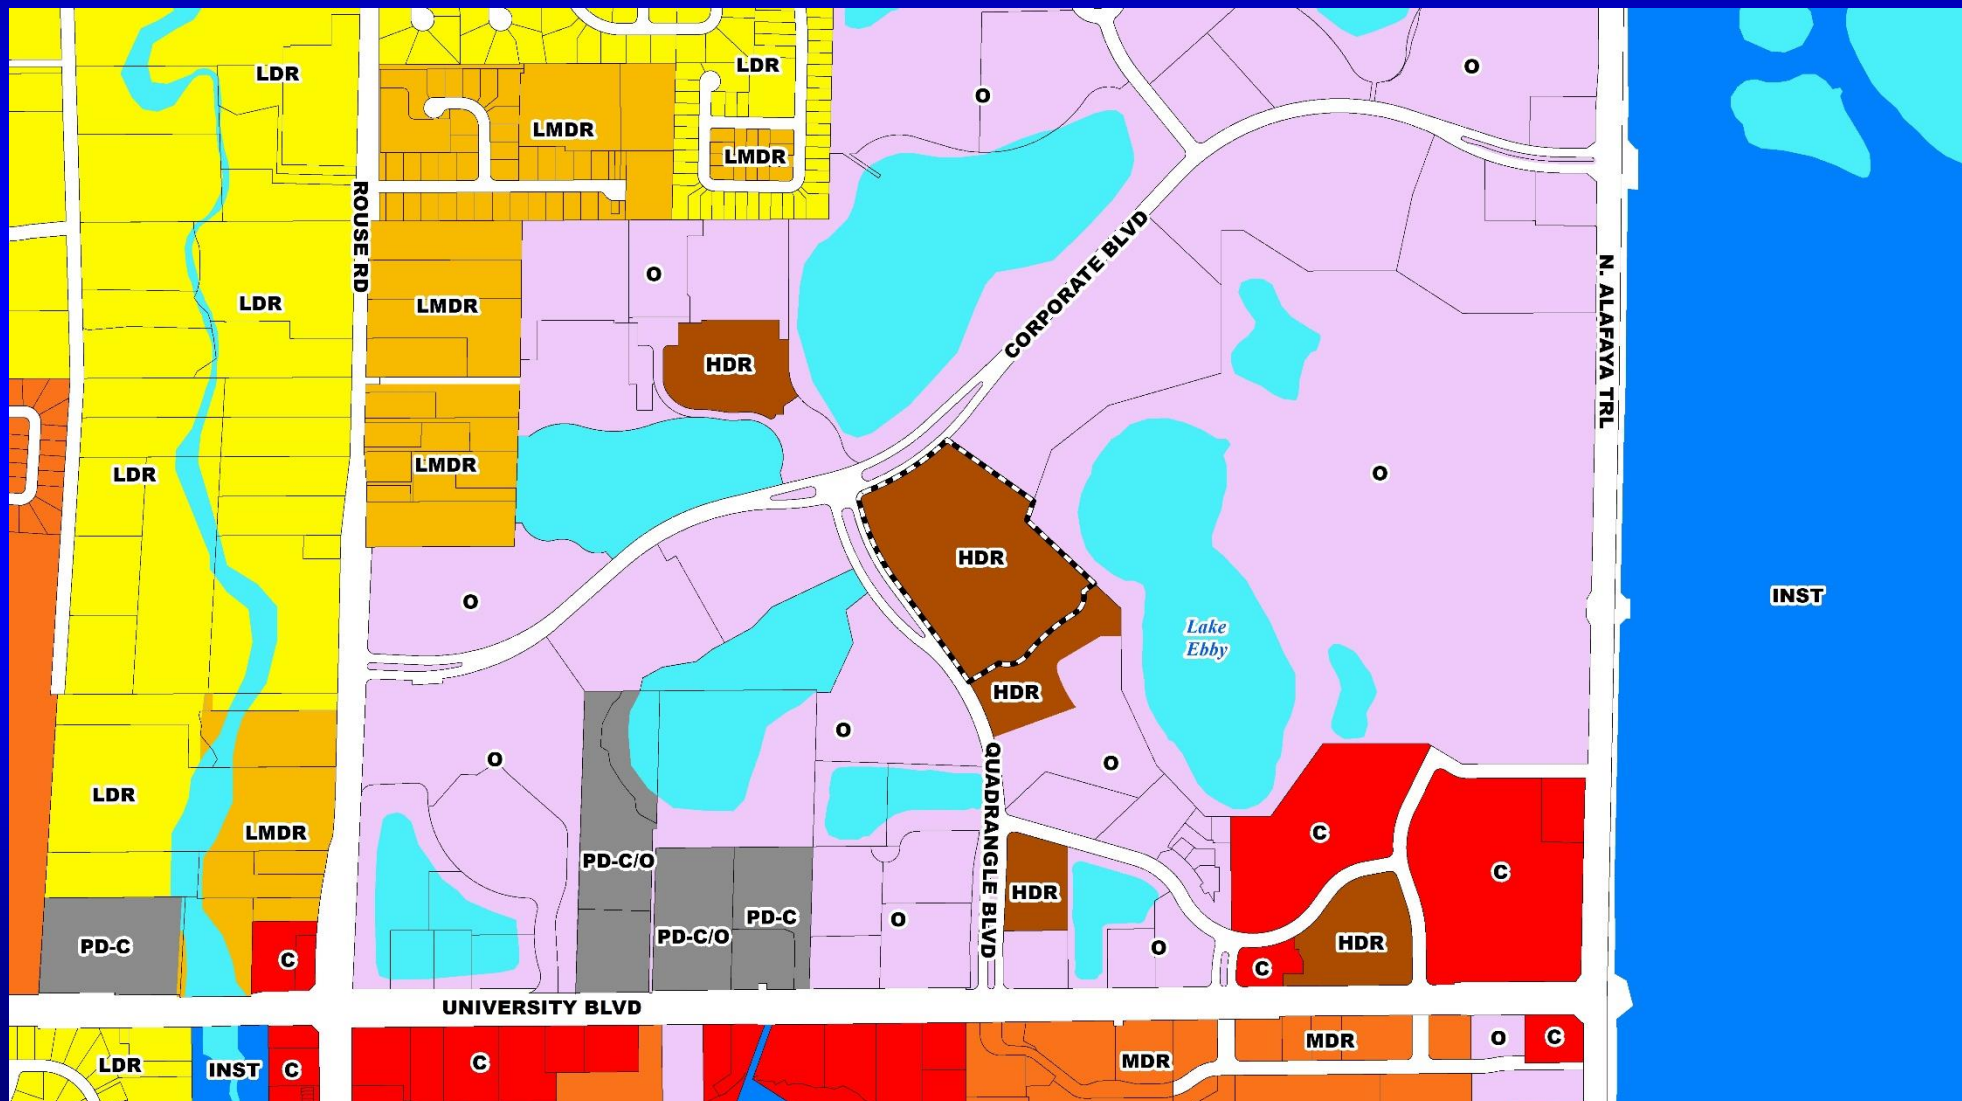 LDR
LDR
O
O
LMDR
LMDR
ROUSE RD
CORPORATE BLVD
O
N. ALAFAYA TRL
LDR
LMDR
HDR
LMDR
LDR
O
HDR
O
INST
Lake
Ebby
HDR
O
O
QUADRANGLE BLVD
O
LDR
LMDR
C
PD-C/O
C
HDR
PD-C
O
PD-C/O
PD-C
O
HDR
C
C
UNIVERSITY BLVD
LDR
INST
C
C
MDR
MDR
O
C